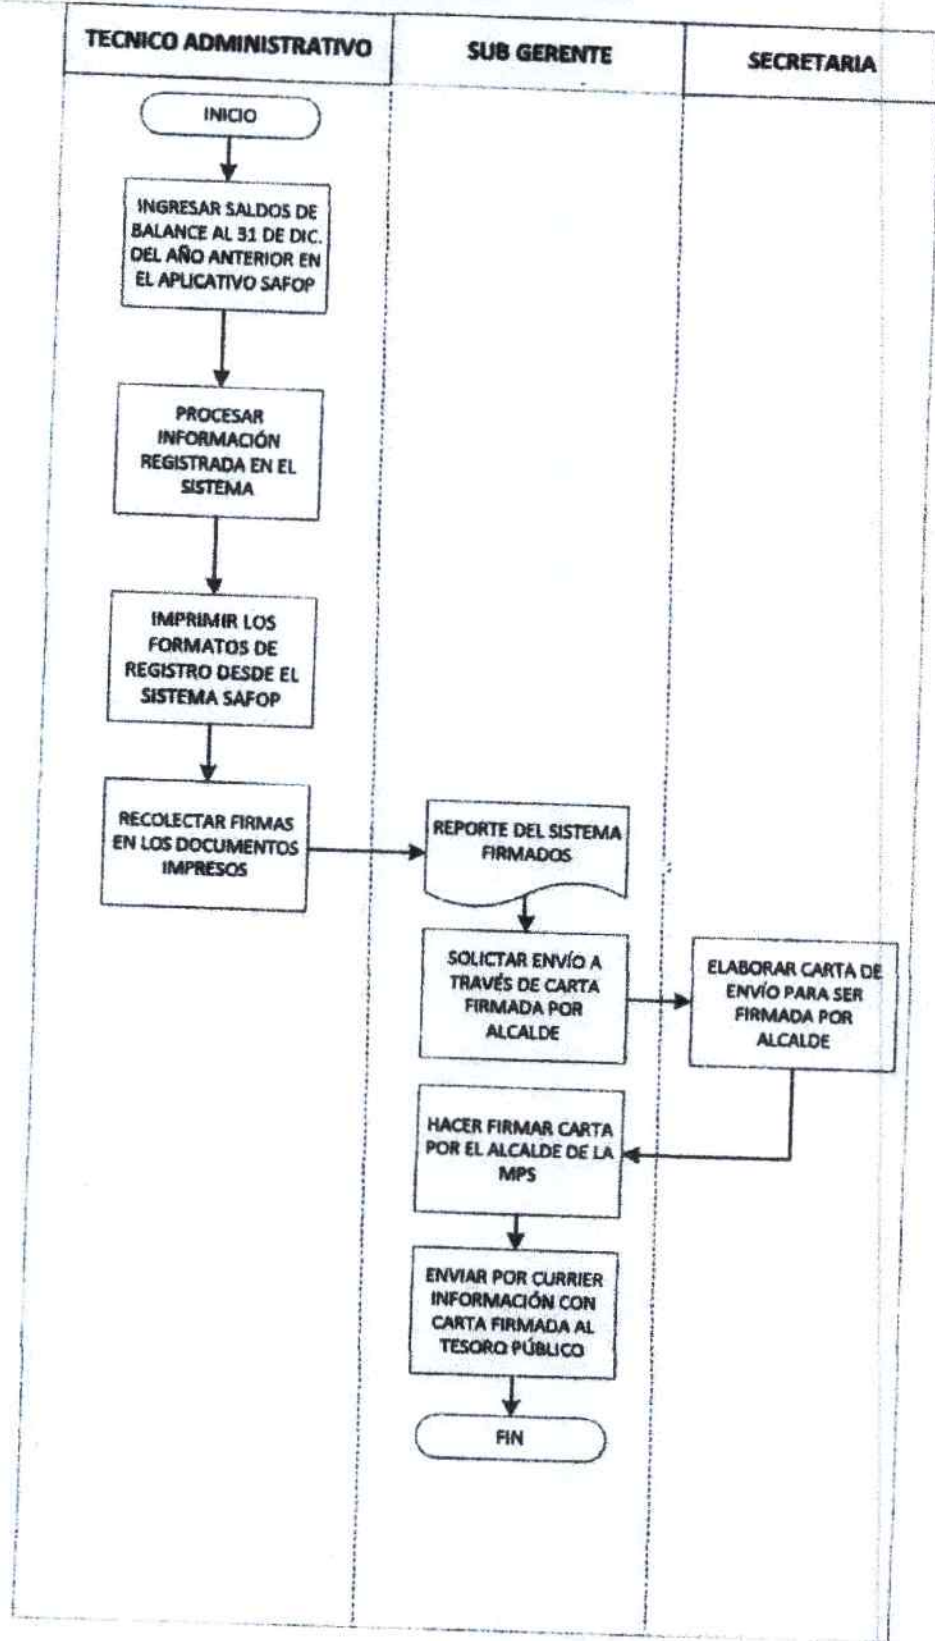 TECNICO ADMINISTRATIVO
SUB GERENTE
SECRETARIA
INICIO
INGRESAR SALDOS DE
BALANCE AL 31 DE DIC.
DEL AÑO ANTERIOR EN
EL APLICATIVO SAFOP
PROCESAR
INFORMACIÓN
REGISTRADA EN EL
SISTEMA
IMPRIMIR LOS
FORMATOS DE
REGISTRO DESDE EL
SISTEMA SAFOP
RECOLECTAR FIRMAS
EN LOS DOCUMENTOS
IMPRESOS
REPORTE DEL SISTEMA
FIRMADOS
SOLICTAR ENVÍO A
TRAVÉS DE CARTA
FIRMADA POR
ALCALDE
ELABORAR CARTA DE
ENVÍO PARA SER
FIRMADA POR
ALCALDE
HACER FIRMAR CARTA
POR EL ALCALDE DE LA
MPS
ENVIAR POR CURRIER
INFORMACIÓN CON
CARTA FIRMADA AL
TESORO PÚBLICO
FIN